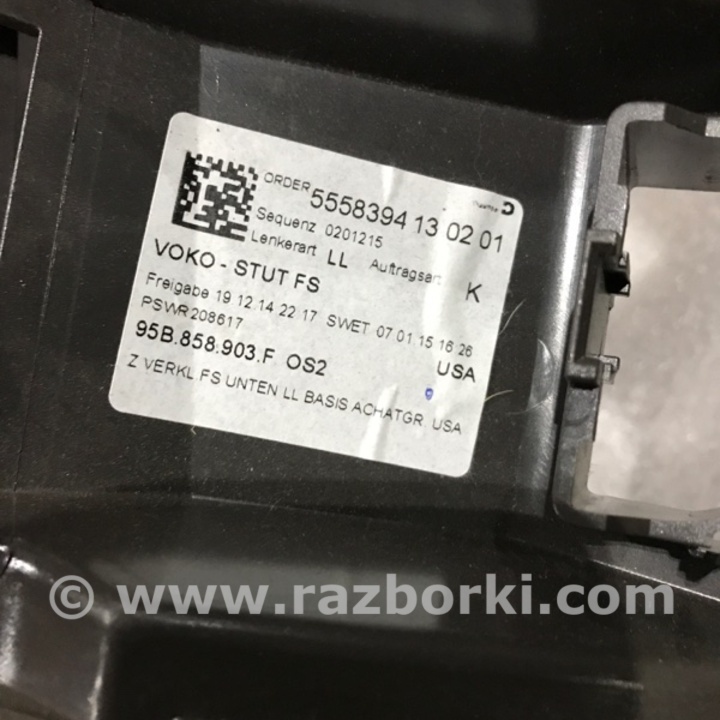 ORDER 5558394 13 02 01
Sequenz 0201215
Lenkerart LL Auftragsart K
VOKO - STUT FS
Freigabe 19 12.14 22 17 SWET 07.01 15 16 26
PSWR208617
95B.858.903.F OS2 USA
Z VERKL FS UNTEN LL BASIS ACHATGR. USA
© www.razborki.com